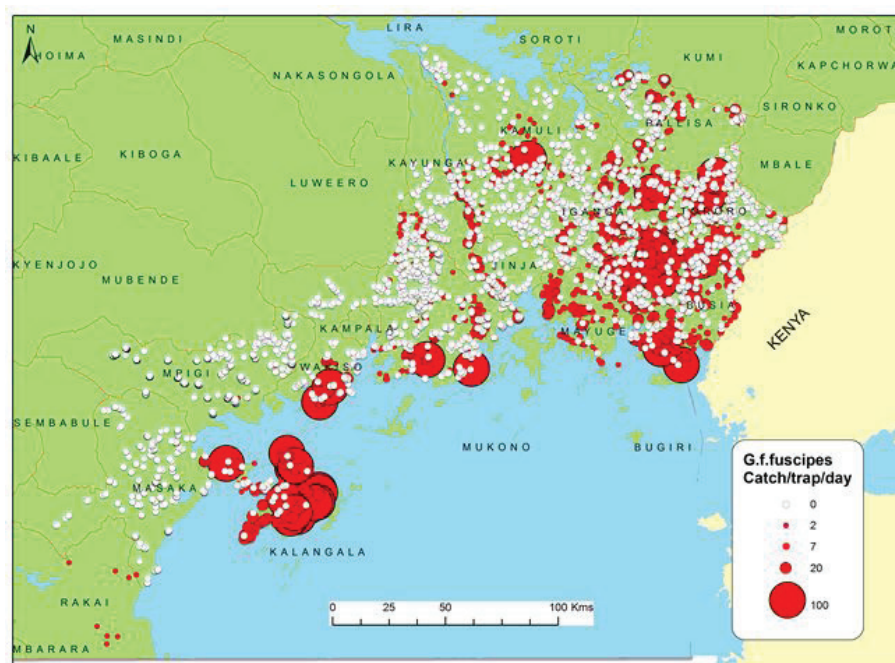 N
LIRA
MASINDI
SOROTI
MOROT
HOIMA
KUMI
KAPCHORWA
NAKASONGOLA
SIRONKO
PALLISA
KAMULI
KIBAALE
KIBOGA
KAYUNGA
MBALE
LUWEERO
IGANGA
TORORO
KYENJOJO
JINJA
MUBENDE
BUSIA
KAMPALA
MAYUGE
KENYA
MPIGI
WAKISO
SEMBABULE
MUKONO
BUGIRI
MASAKA
KALANGALA
RAKAI
MBARARA
0 25 50 100 Kms
G.f.fuscipes
Catch/trap/day
0
2
7
20
100